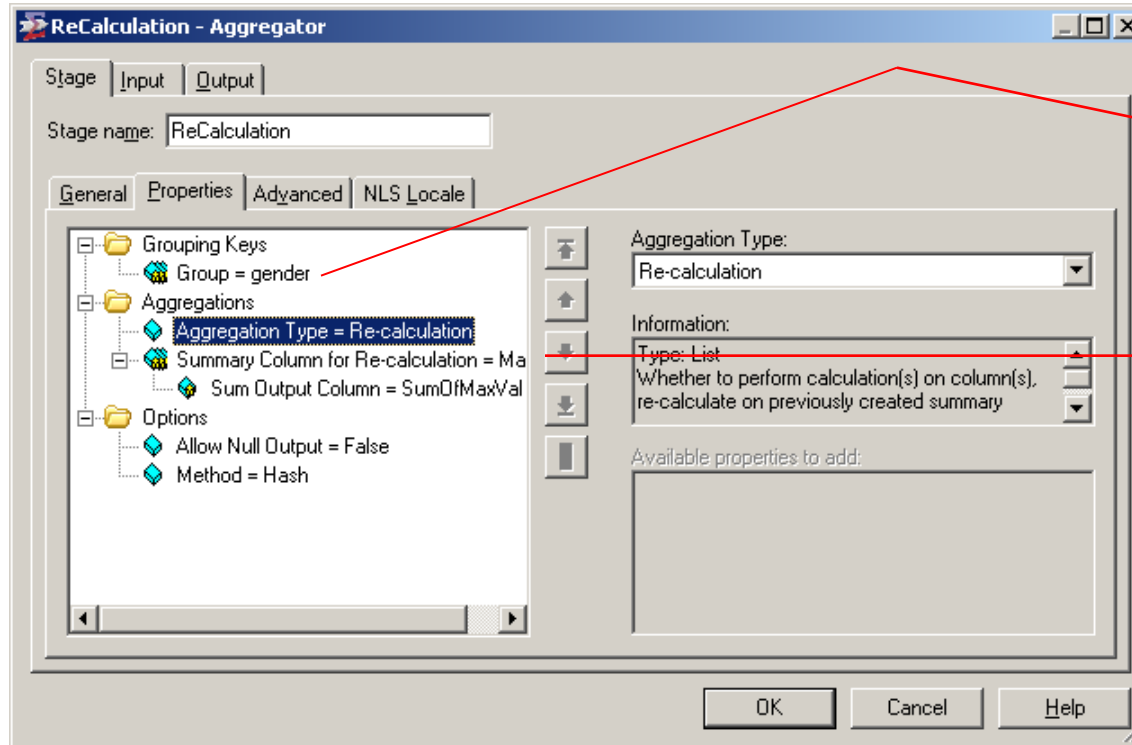 ReCalculation - Aggregator
Stage Input Output
Stage name: ReCalculation
General Properties Advanced NLS Locale
Grouping Keys
Group = gender
Aggregations
Aggregation Type = Re-calculation
Summary Column for Re-calculation = Ma
Sum Output Column = SumOfMaxVal
Options
Allow Null Output = False
Method = Hash
Aggregation Type:
Re-calculation
Information:
Type: List
Whether to perform calculation(s) on column(s),
re-calculate on previously created summary
Available properties to add:
OK Cancel Help